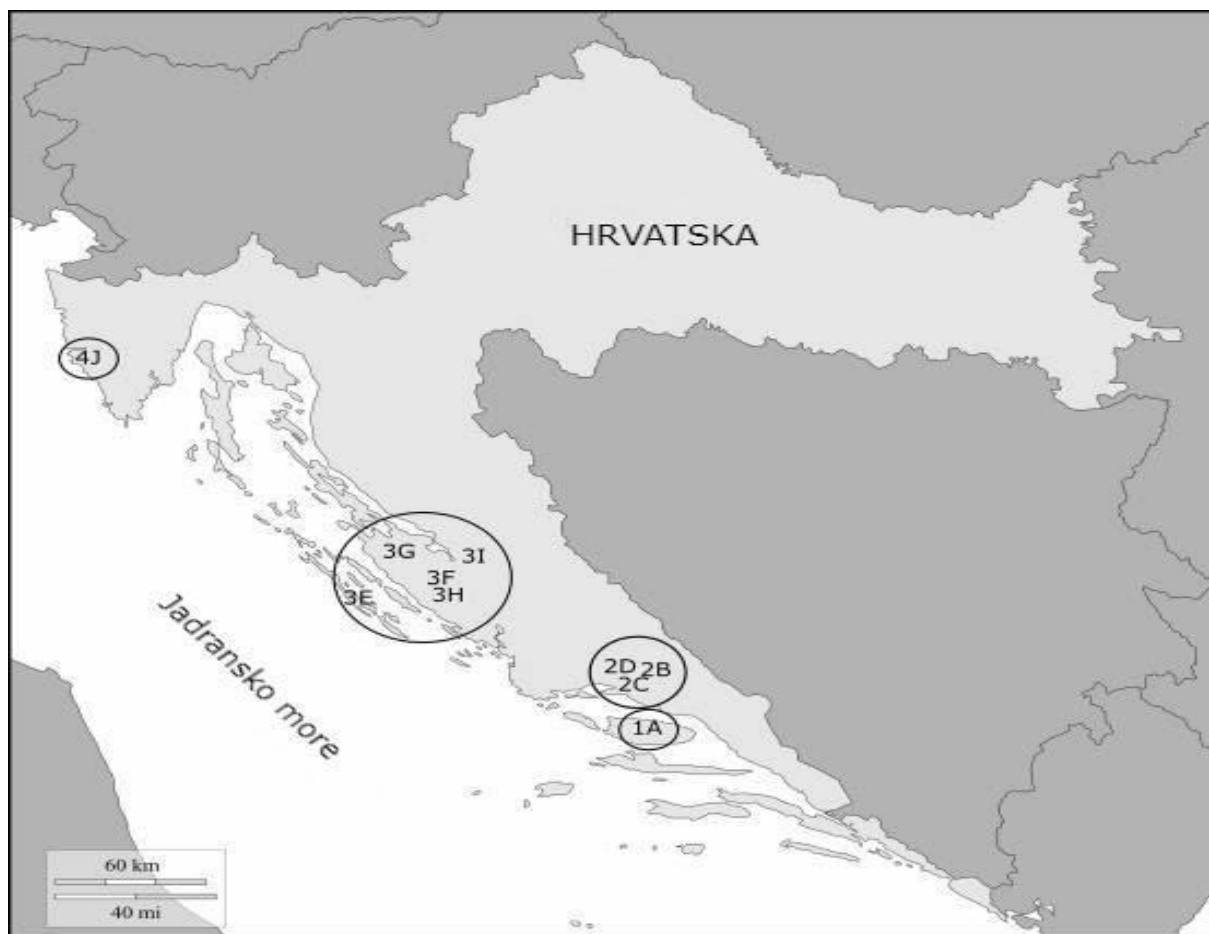 HRVATSKA
4J
3G
3I
3F
3E
3H
Jadransko more
2D 2B
2C
1A
60 km
40 mi